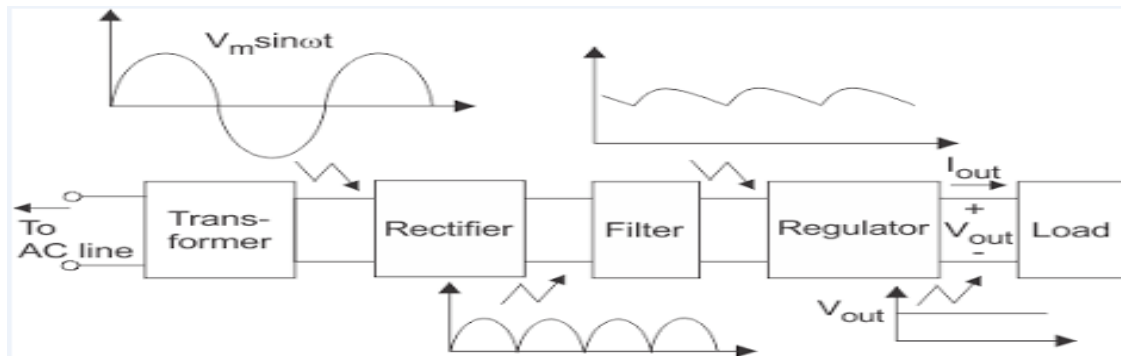 Vmsinωt
Iout
To
AC line
Trans-
former
Rectifier
Filter
Regulator
+
Vout
-
Load
Vout